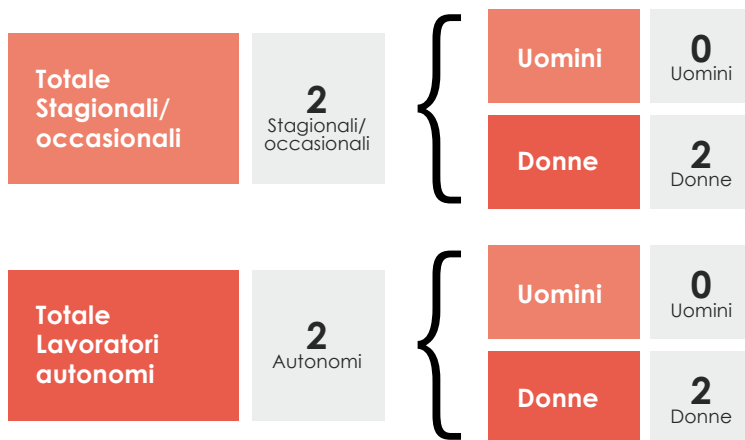 Totale
Stagionali/
occasionali
2
Stagionali/
occasionali
Uomini
0
Uomini
Donne
2
Donne
Totale
Lavoratori
autonomi
2
Autonomi
Uomini
0
Uomini
Donne
2
Donne